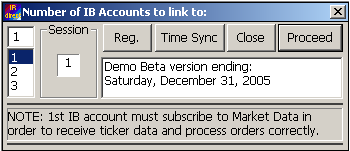 IB direct Number of IB Accounts to link to:
1 Session Reg. Time Sync Close Proceed
1
2
3
1
Demo Beta version ending:
Saturday, December 31, 2005
NOTE: 1st IB account must subscribe to Market Data in
order to receive ticker data and process orders correctly.